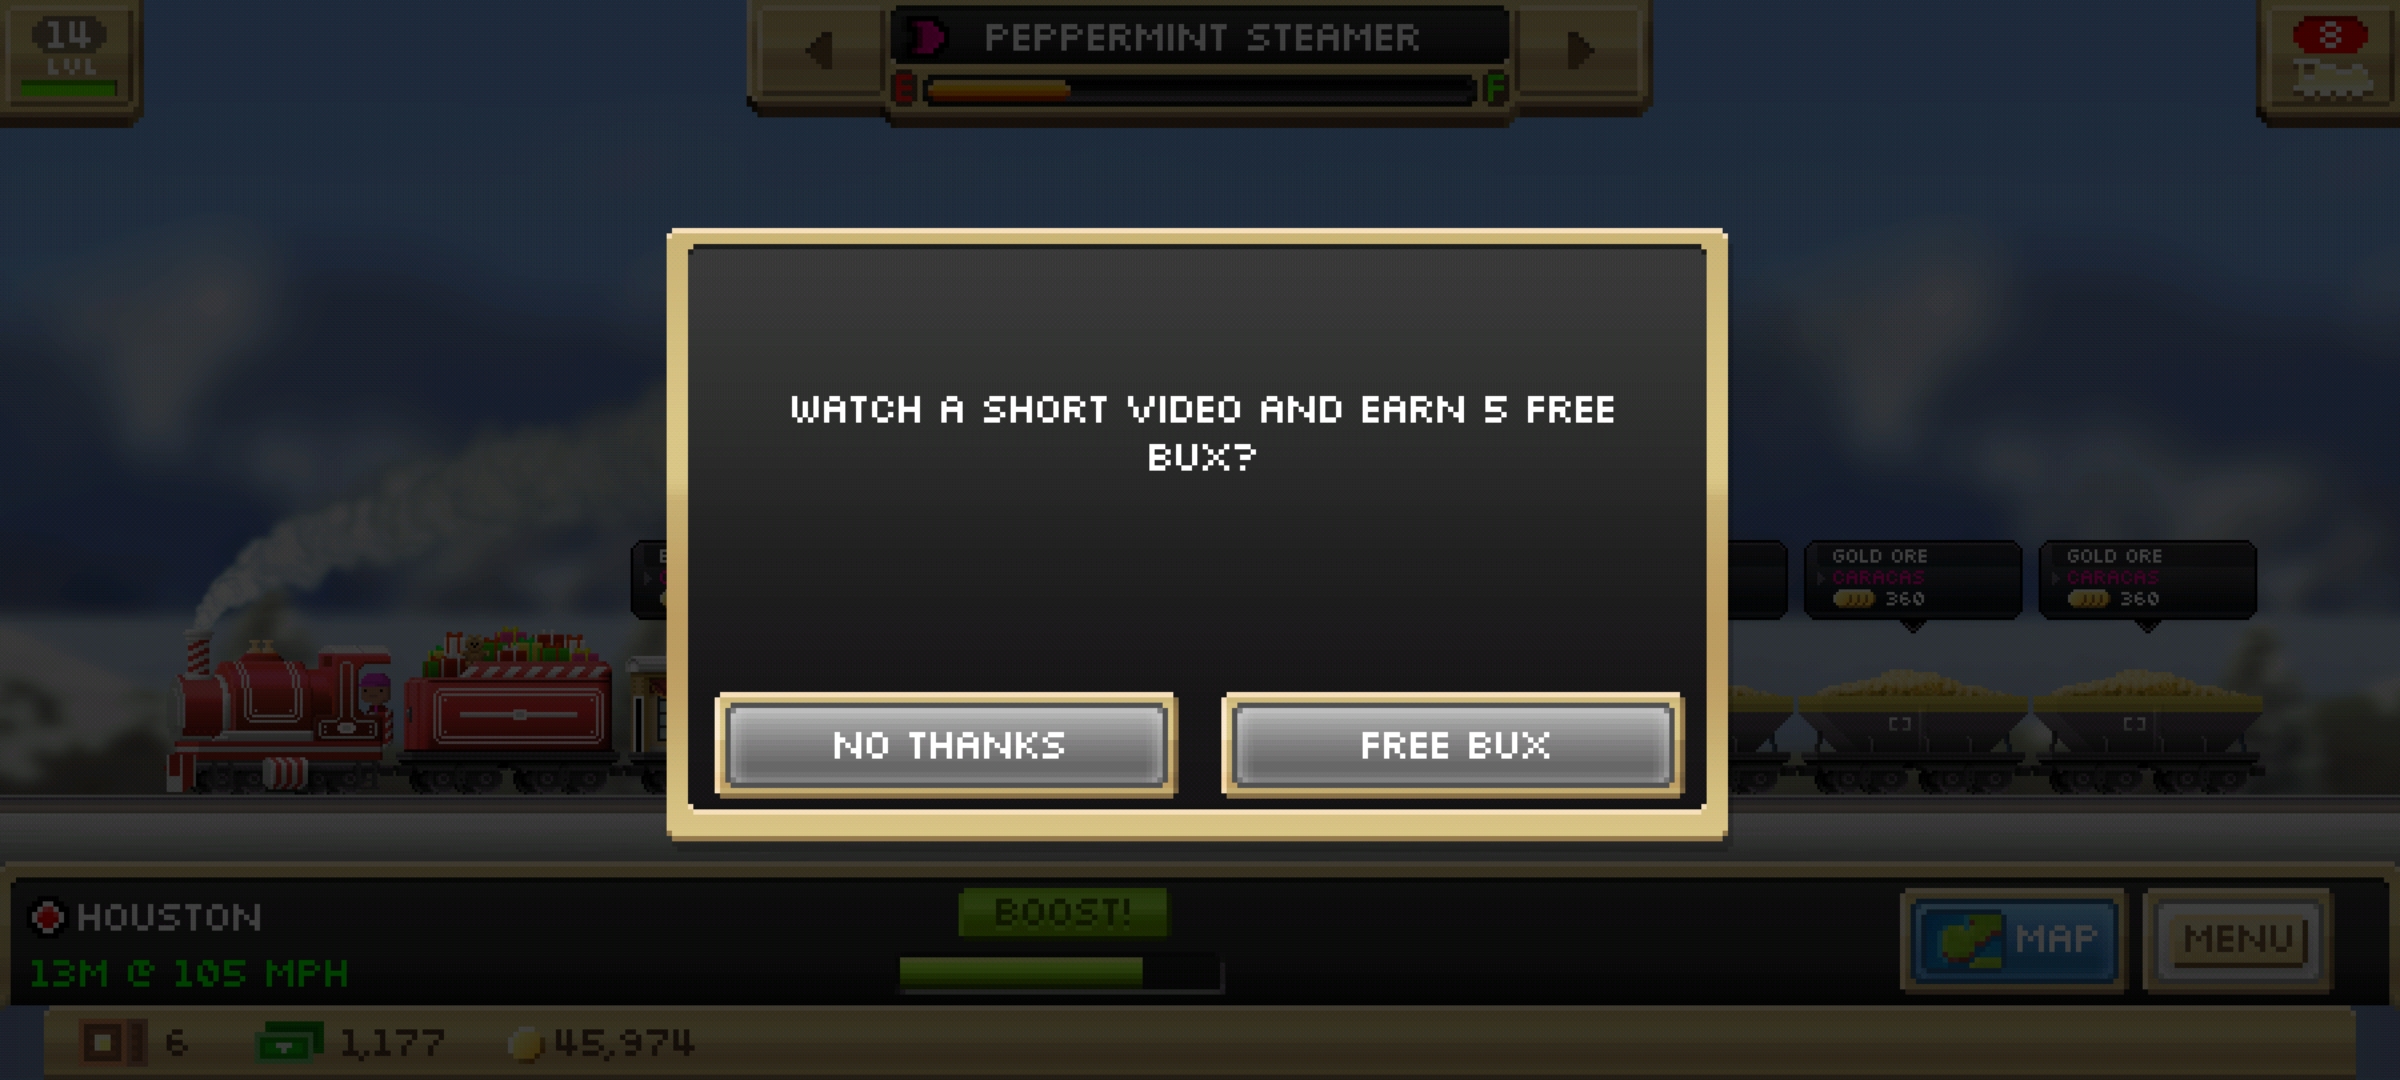 14
LVL
PEPPERMINT STEAMER
E F
8
WATCH A SHORT VIDEO AND EARN 5 FREE
BUX?
GOLD ORE
CARACAS
360
GOLD ORE
CARACAS
360
NO THANKS
FREE BUX
HOUSTON
13M @ 105 MPH
BOOST!
MAP
MENU
6
1,177
45,974